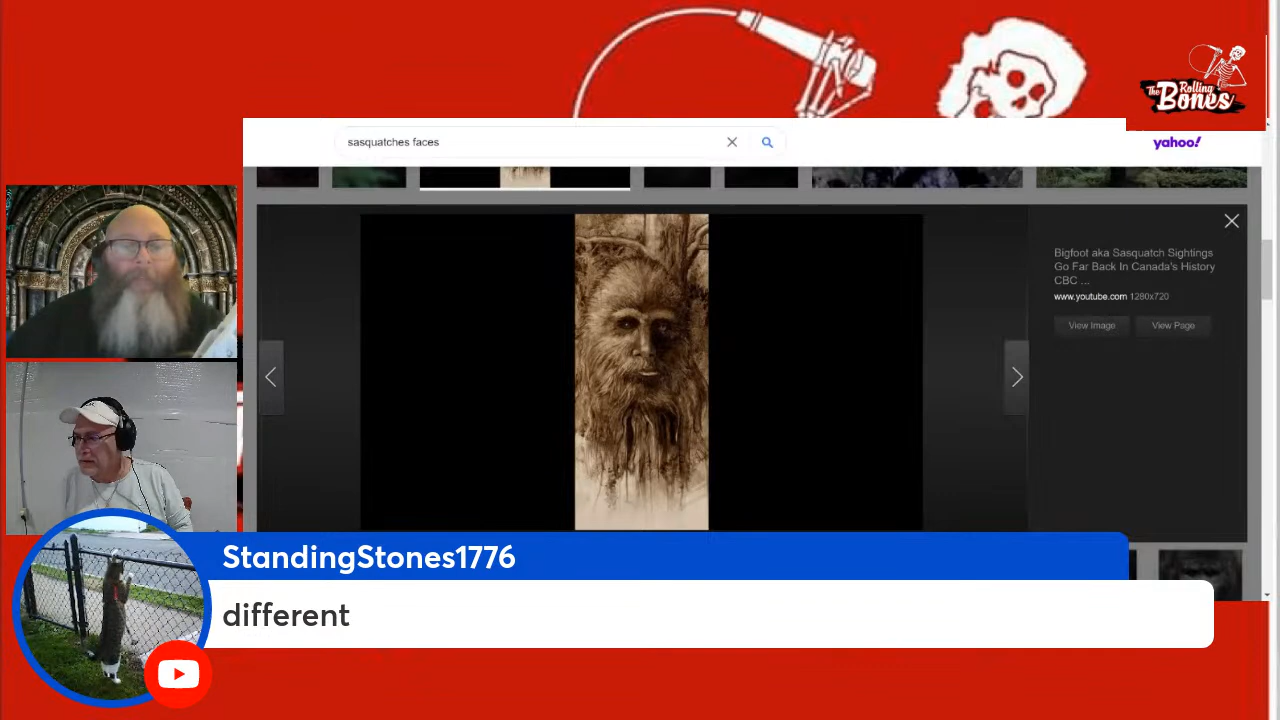 The Rolling
Bones
sasquatches faces
yahoo!
Bigfoot aka Sasquatch Sightings
Go Far Back In Canada's History
CBC ...
www.youtube.com 1280x720
View Image
View Page
StandingStones1776
different